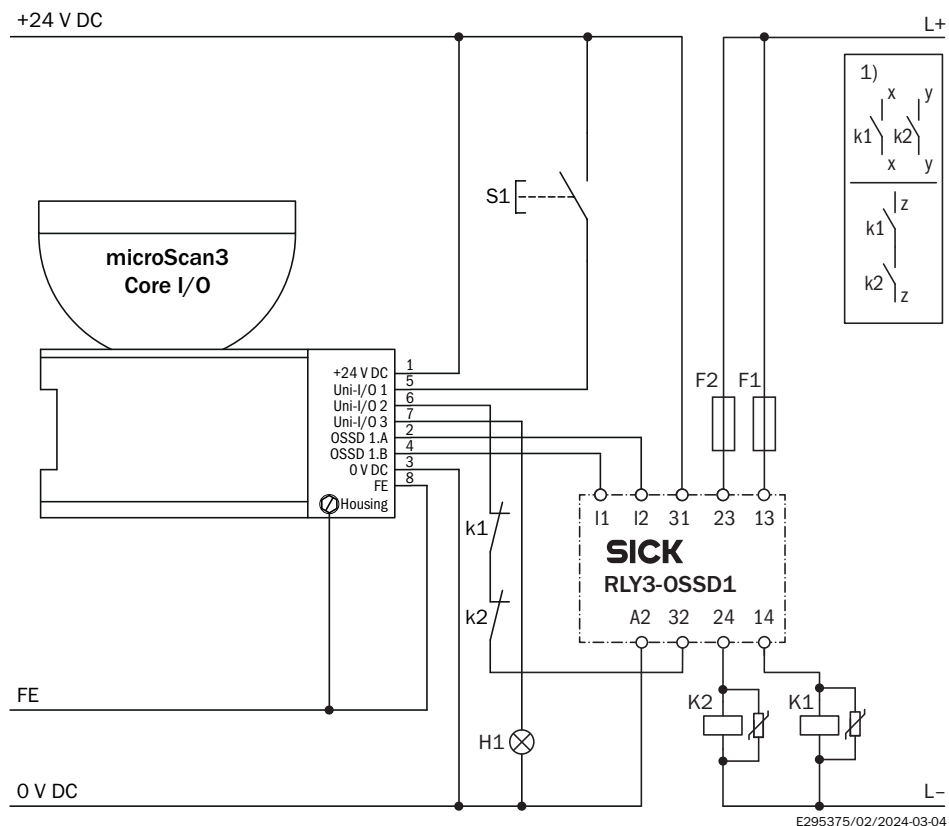 +24 V DC
L+
1)
x y
k1 k2
x y
z
k1
k2
z
S1
microScan3
Core I/O
+24 V DC 1
Uni-I/O 1 5
Uni-I/O 2 6
Uni-I/O 3 7
OSSD 1.A 2
OSSD 1.B 4
0 V DC 3
FE 8
Housing
F2 F1
I1 I2 31 23 13
SICK
RLY3-OSSD1
A2 32 24 14
k1
k2
FE
K2 K1
H1
0 V DC
L–
E295375/02/2024-03-04